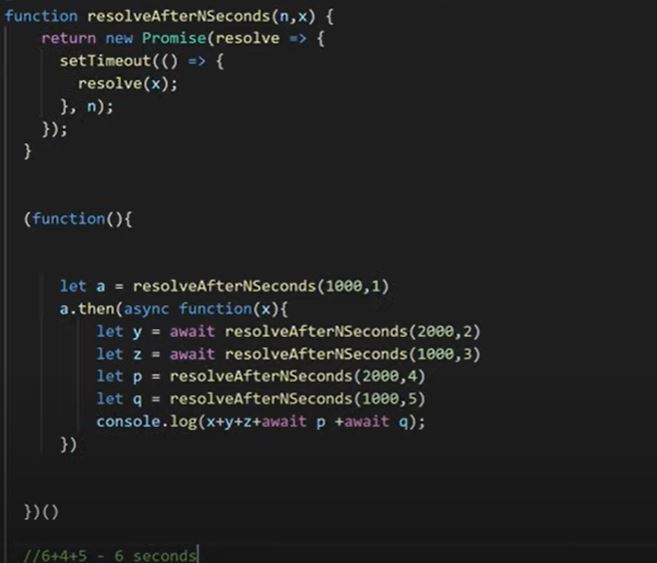 function resolveAfterNSeconds(n,x) {
return new Promise(resolve => {
setTimeout(() => {
resolve(x);
}, n);
});
}
(function(){
let a = resolveAfterNSeconds(1000,1)
a.then(async function(x){
let y = await resolveAfterNSeconds(2000,2)
let z = await resolveAfterNSeconds(1000,3)
let p = resolveAfterNSeconds(2000,4)
let q = resolveAfterNSeconds(1000,5)
console.log(x+y+z+await p +await q);
})
})()
//6+4+5 - 6 seconds